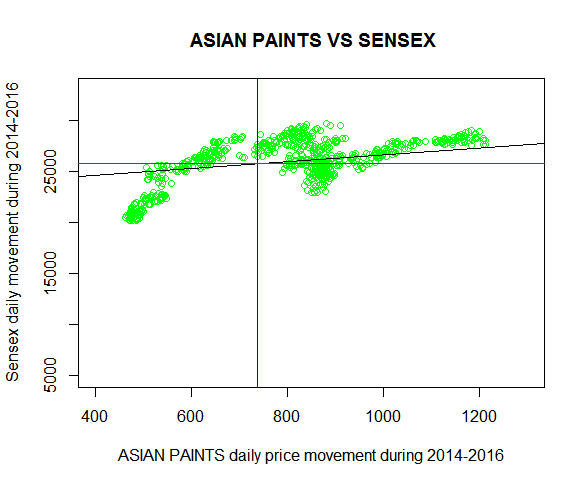 ASIAN PAINTS VS SENSEX
Sensex daily movement during 2014-2016
25000
15000
5000
400 600 800 1000 1200
ASIAN PAINTS daily price movement during 2014-2016